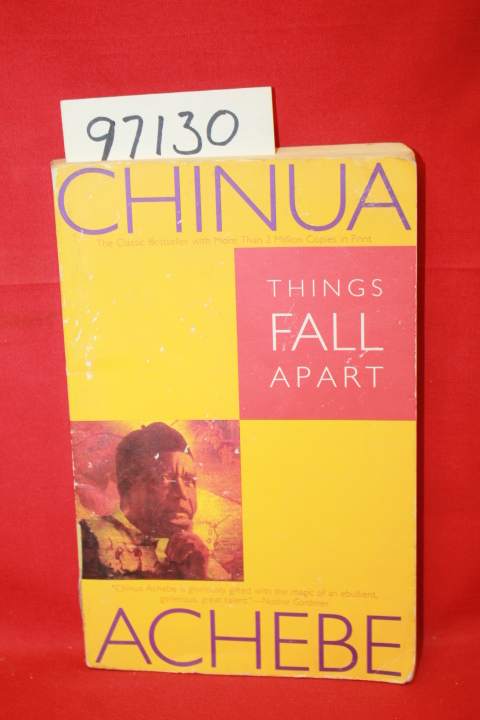 97130
CHINUA
The Classic Bestseller with More Than 2 Million Copies in Print
THINGS
FALL
APART
"Chinua Achebe is gloriously gifted with the magic of an ebullient,
generous, great talent." —Nadine Gordimer
ACHEBE